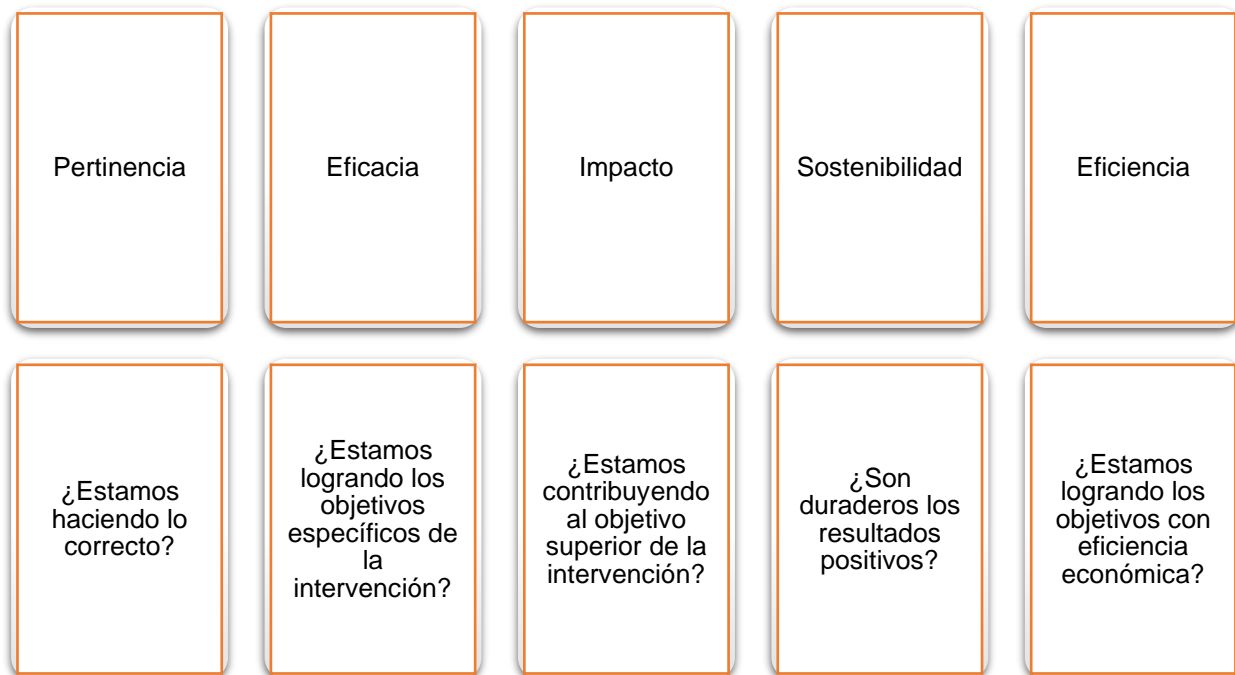 Pertinencia
Eficacia
Impacto
Sostenibilidad
Eficiencia
¿Estamos
haciendo lo
correcto?
¿Estamos
logrando los
objetivos
específicos de
la
intervención?
¿Estamos
contribuyendo
al objetivo
superior de la
intervención?
¿Son
duraderos los
resultados
positivos?
¿Estamos
logrando los
objetivos con
eficiencia
económica?